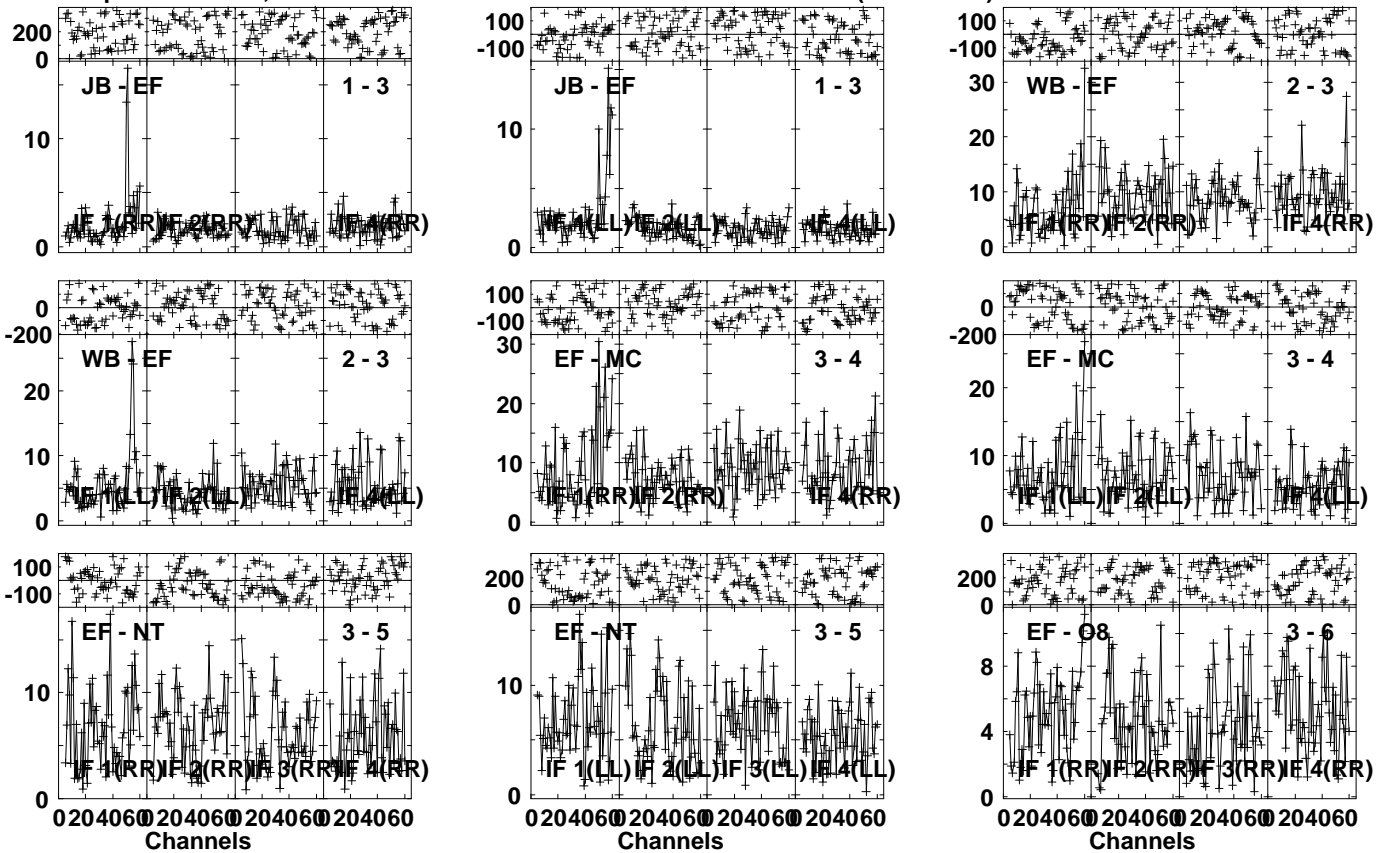 200
0
JB - EF
1 - 3
10
0
IF 1(RR)
IF 2(RR)
IF 4(RR)
100
-100
JB - EF
1 - 3
10
0
IF 1(LL)
IF 2(LL)
IF 4(LL)
100
-100
WB - EF
2 - 3
30
20
10
0
IF 1(RR)
IF 2(RR)
IF 4(RR)
0
-200
WB - EF
2 - 3
20
10
0
IF 1(LL)
IF 2(LL)
IF 4(LL)
100
-100
EF - MC
3 - 4
30
20
10
0
IF 1(RR)
IF 2(RR)
IF 4(RR)
0
-200
EF - MC
3 - 4
20
10
0
IF 1(LL)
IF 2(LL)
IF 4(LL)
100
-100
EF - NT
3 - 5
10
0
IF 1(RR)
IF 2(RR)
IF 3(RR)
IF 4(RR)
0 20 40 60 0 20 40 60 0 20 40 60 0 20 40 60
Channels
200
0
EF - NT
3 - 5
10
0
IF 1(LL)
IF 2(LL)
IF 3(LL)
IF 4(LL)
0 20 40 60 0 20 40 60 0 20 40 60 0 20 40 60
Channels
200
0
EF - O8
3 - 6
8
4
0
IF 1(RR)
IF 2(RR)
IF 3(RR)
IF 4(RR)
0 20 40 60 0 20 40 60 0 20 40 60 0 20 40 60
Channels